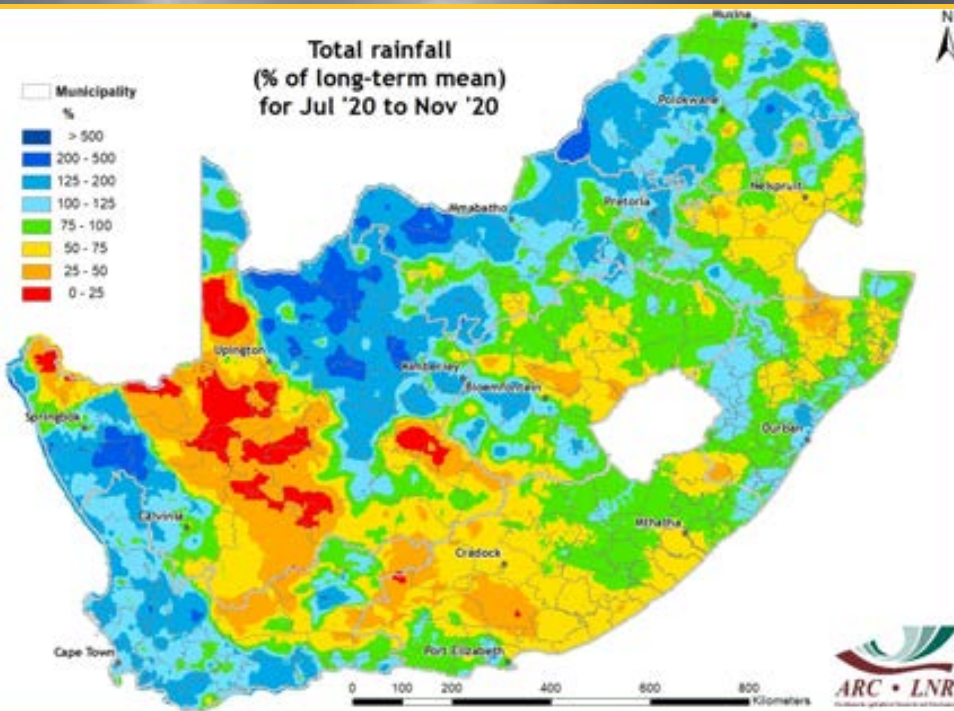 Total rainfall
(% of long-term mean)
for Jul '20 to Nov '20
N
Municipality
%
> 500
200 - 500
125 - 200
100 - 125
75 - 100
50 - 75
25 - 50
0 - 25
Musina
Polokwane
Nelspruit
Mmabatho
Pretoria
Upington
Kimberley
Bloemfontein
Springbok
Durban
Calvinia
Mthatha
Cradock
Cape Town
Port Elizabeth
0 100 200 400 600 800
Kilometers
ARC • LNR